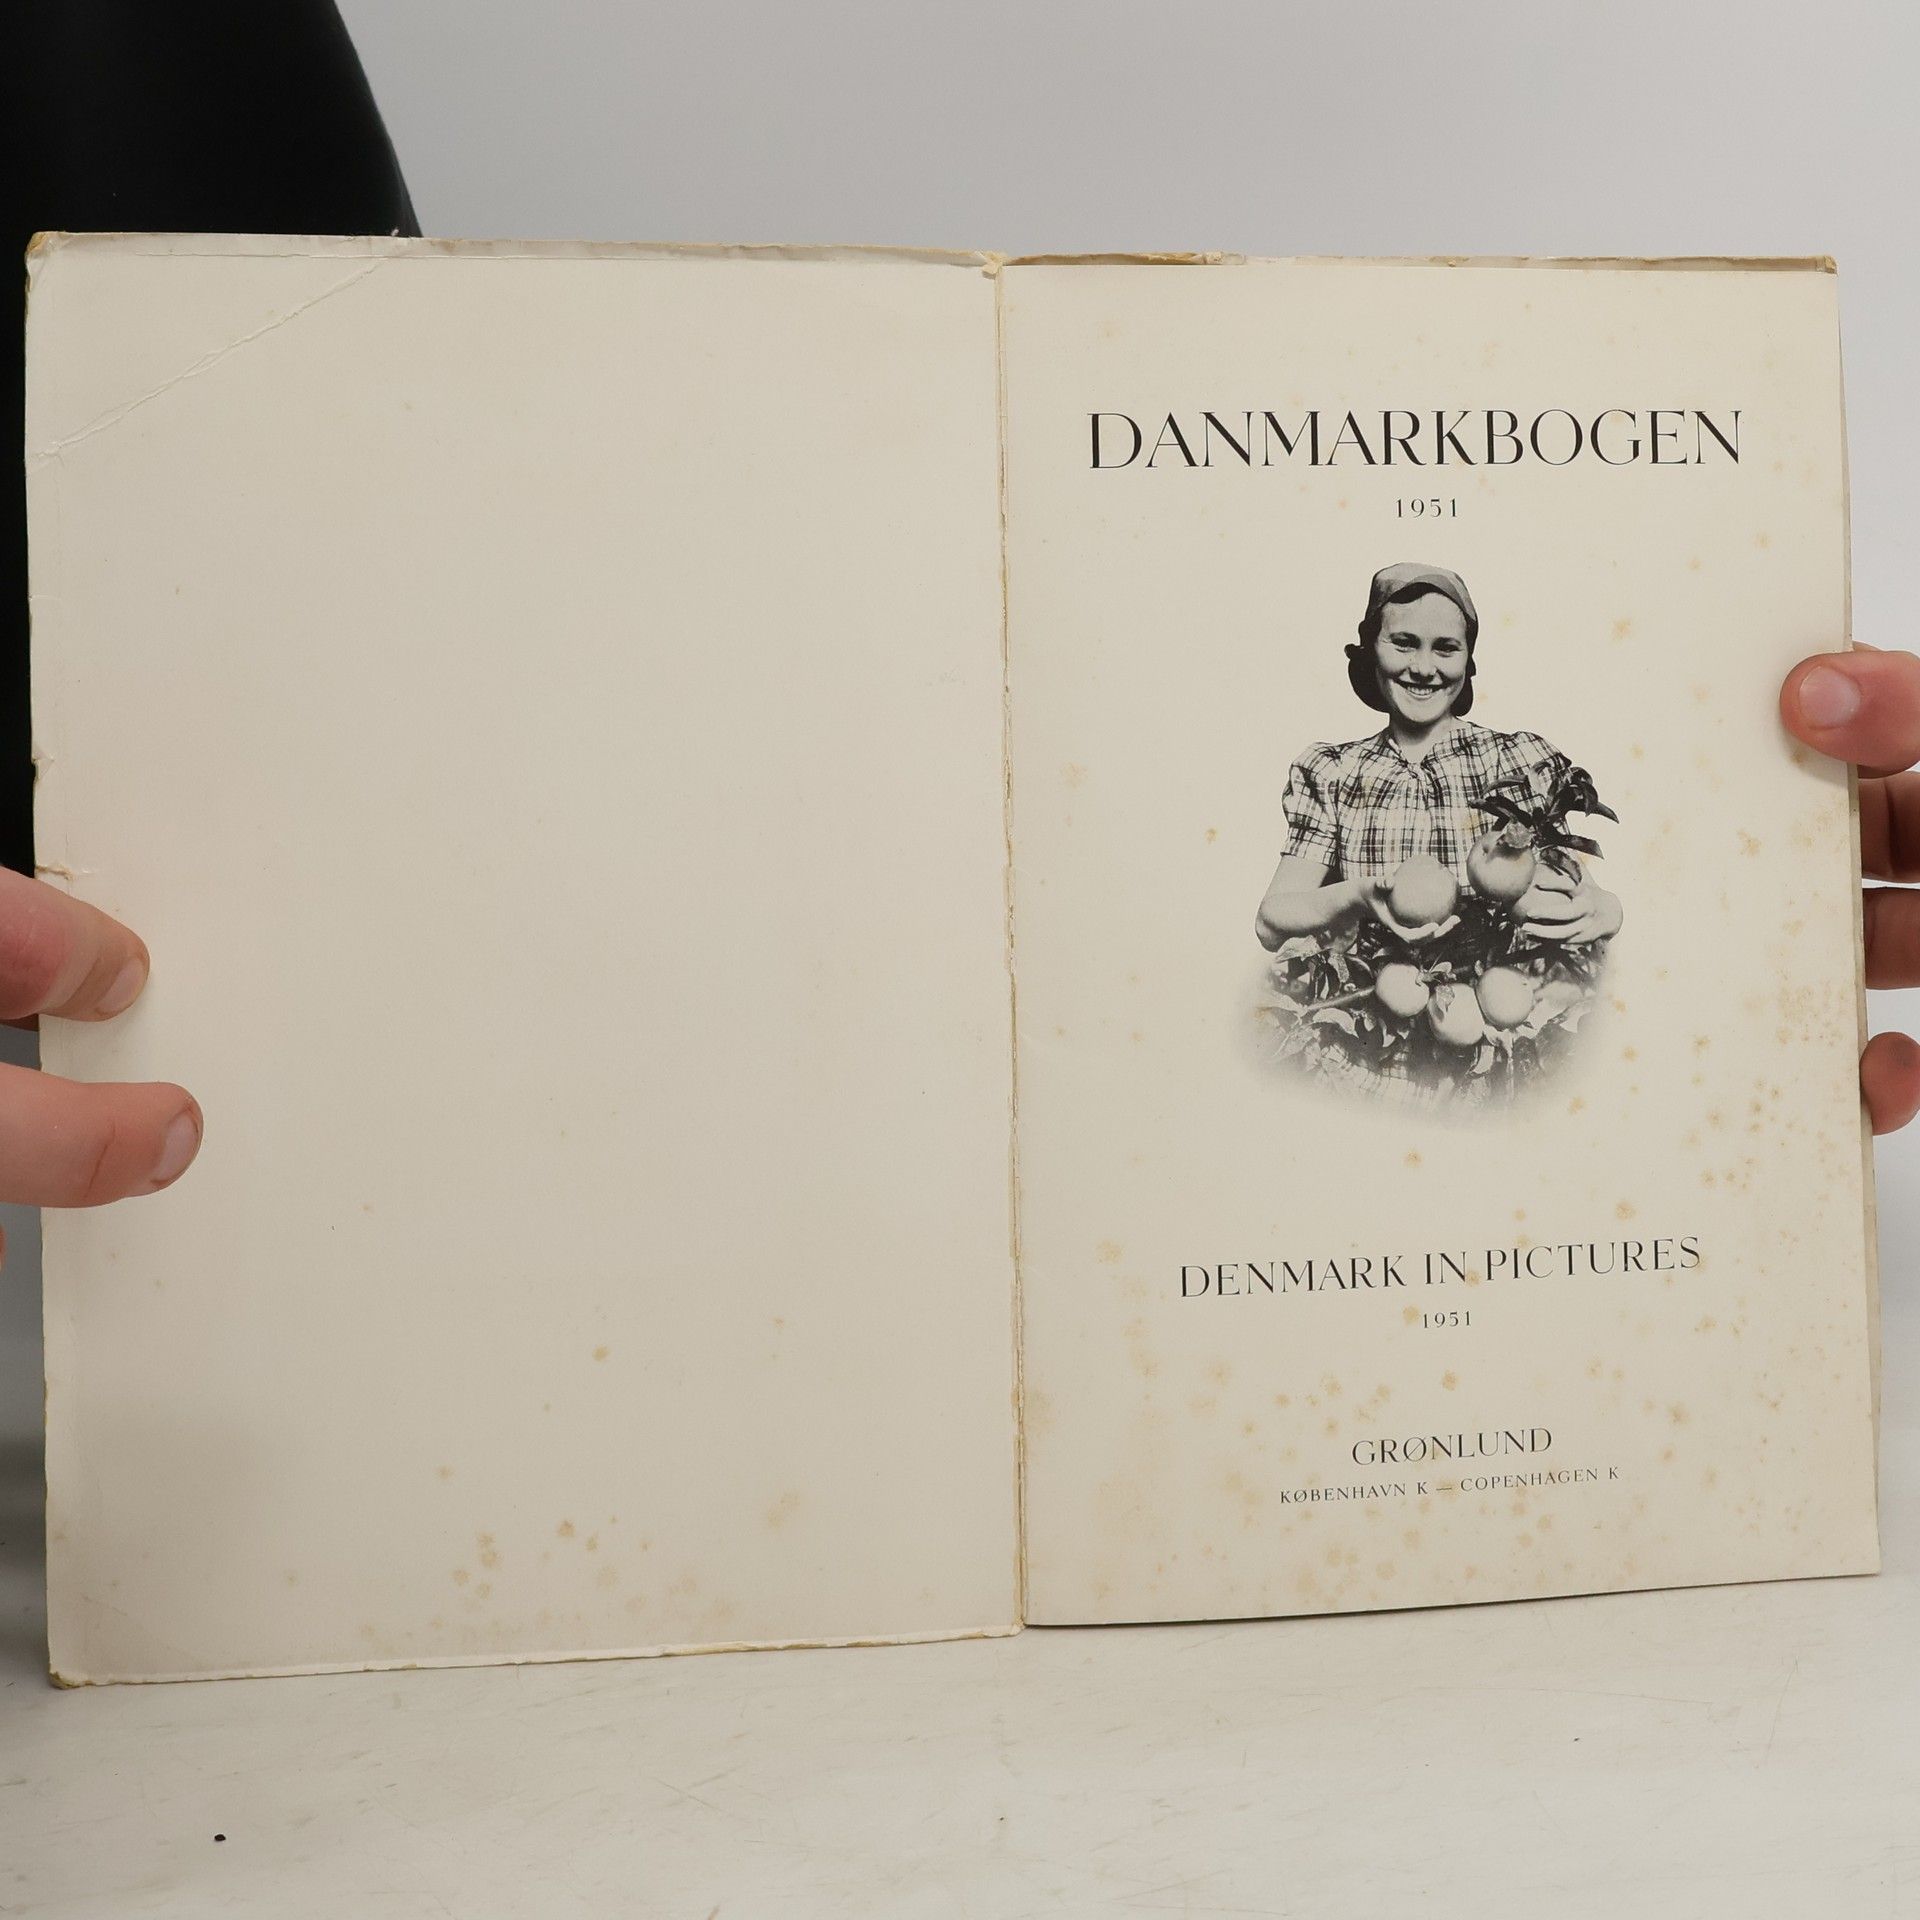 DANMARKBOGEN
1951
DENMARK IN PICTURES
1951
GRØNLUND
KØBENHAVN K — COPENHAGEN K